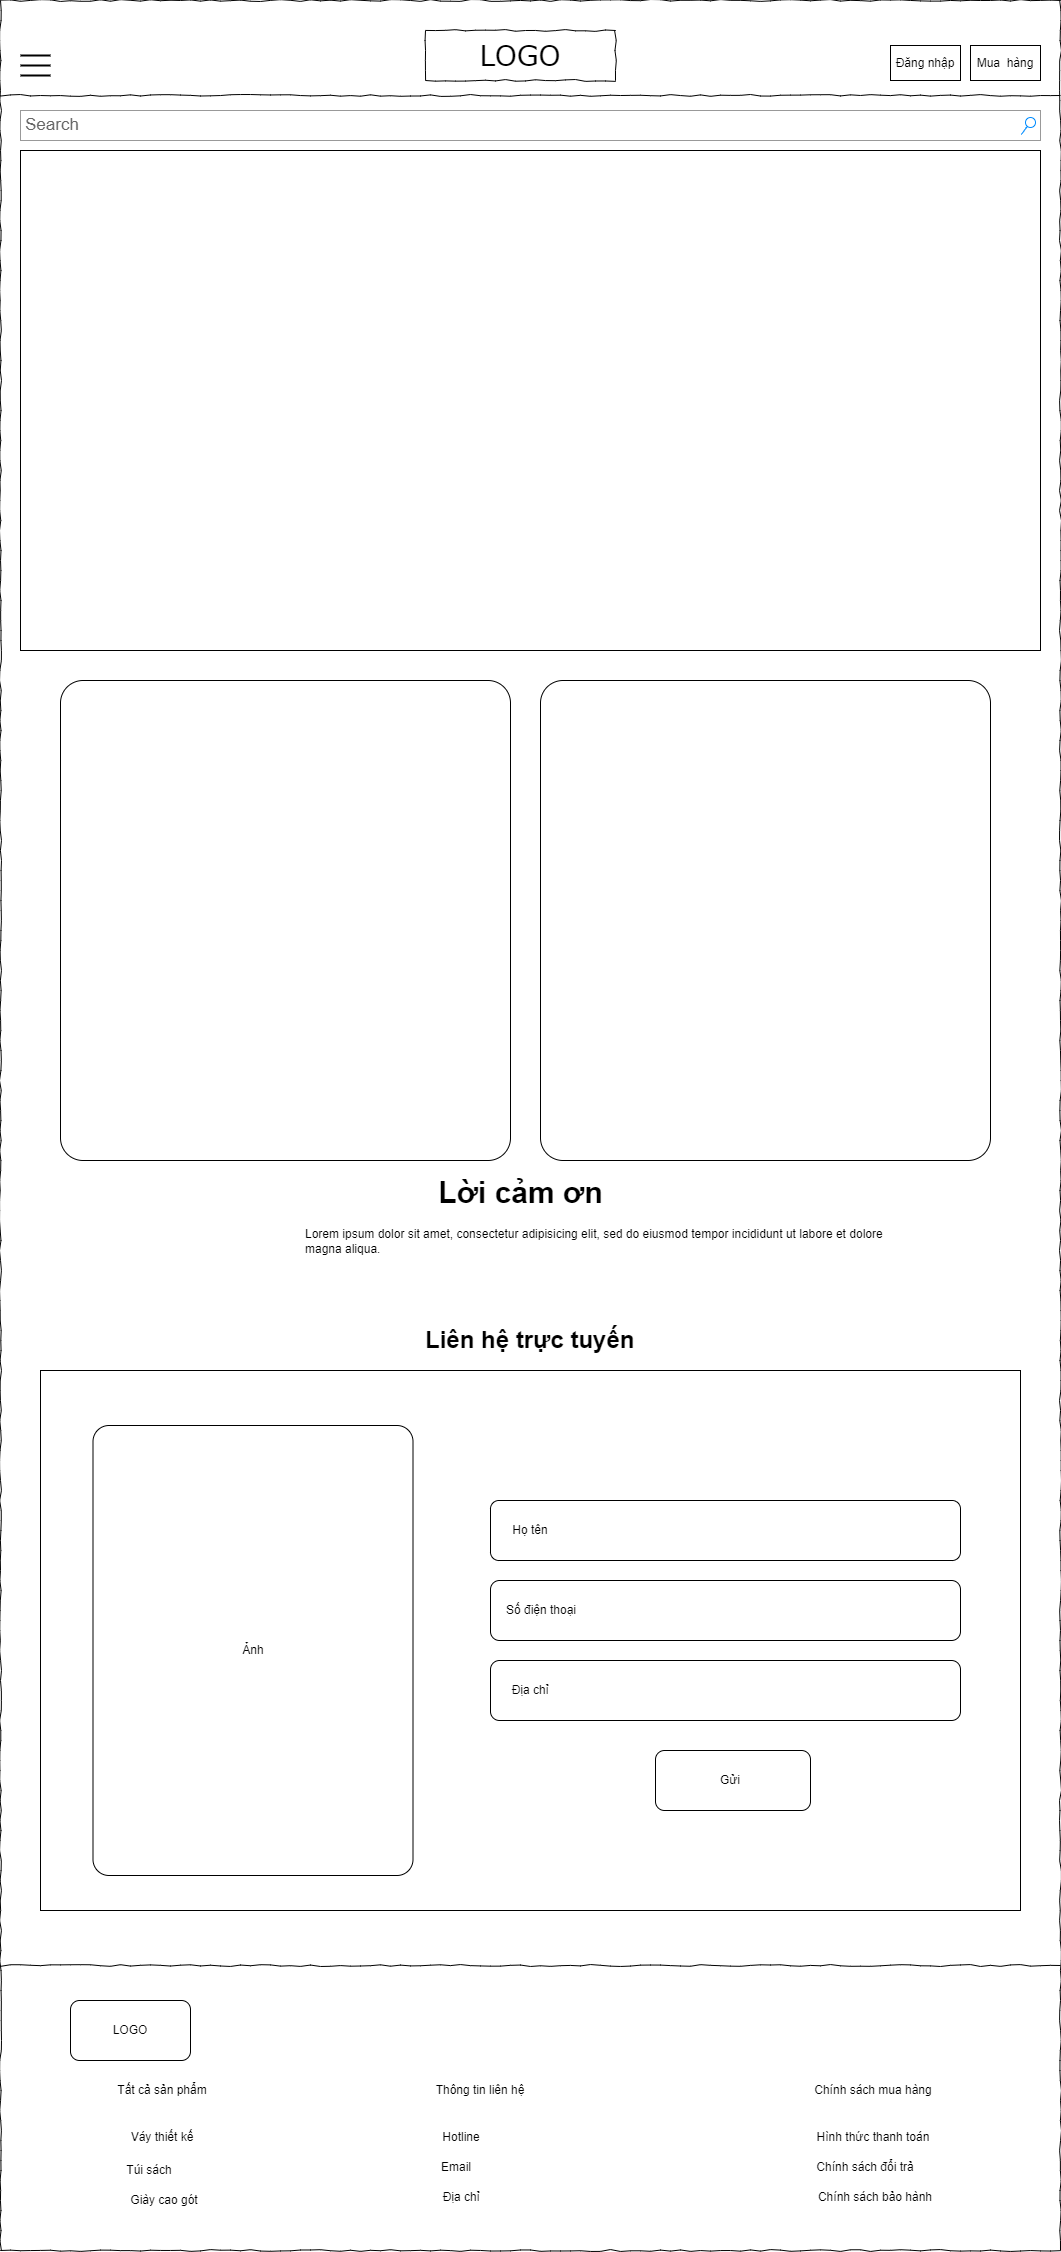 LOGO
Đăng nhập
Mua hàng
Search
Lời cảm ơn
Lorem ipsum dolor sit amet, consectetur adipisicing elit, sed do eiusmod tempor incididunt ut labore et dolore
magna aliqua.
Liên hệ trực tuyến
Ảnh
Họ tên
Số điện thoại
Địa chỉ
Gửi
LOGO
Tất cả sản phẩm
Váy thiết kế
Túi sách
Giày cao gót
Thông tin liên hệ
Hotline
Email
Địa chỉ
Chính sách mua hàng
Hình thức thanh toán
Chính sách đổi trả
Chính sách bảo hành